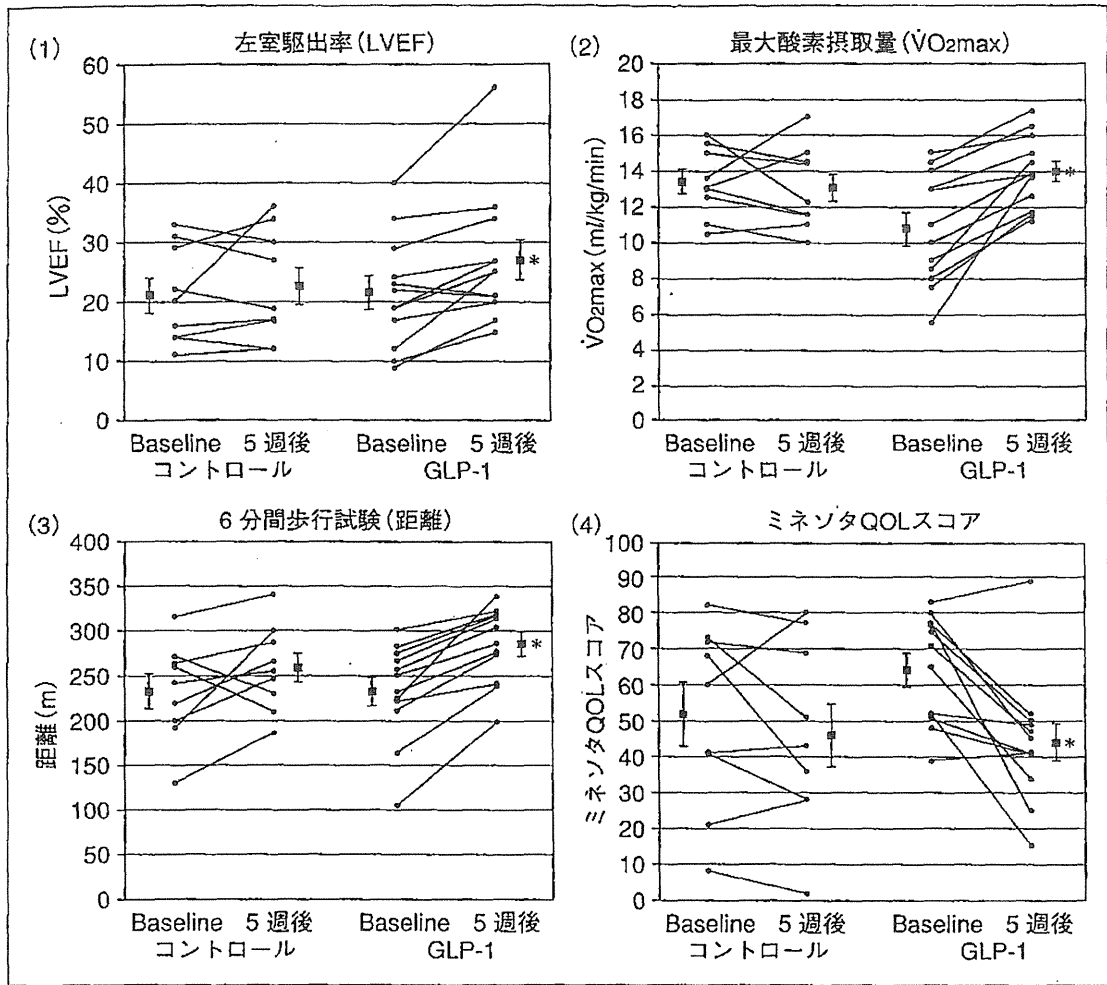 (1) 左室駆出率(LVEF)
60
50
40
30
20
10
0
LVEF(%)
Baseline 5週後 Baseline 5週後
コントロール GLP-1
*
(2) 最大酸素摂取量(V̇O2max)
20
18
16
14
12
10
8
6
4
2
0
V̇O2max(ml/kg/min)
Baseline 5週後 Baseline 5週後
コントロール GLP-1
*
(3) 6分間歩行試験(距離)
400
350
300
250
200
150
100
50
0
距離(m)
Baseline 5週後 Baseline 5週後
コントロール GLP-1
*
(4) ミネソタQOLスコア
100
90
80
70
60
50
40
30
20
10
0
ミネソタQOLスコア
Baseline 5週後 Baseline 5週後
コントロール GLP-1
*